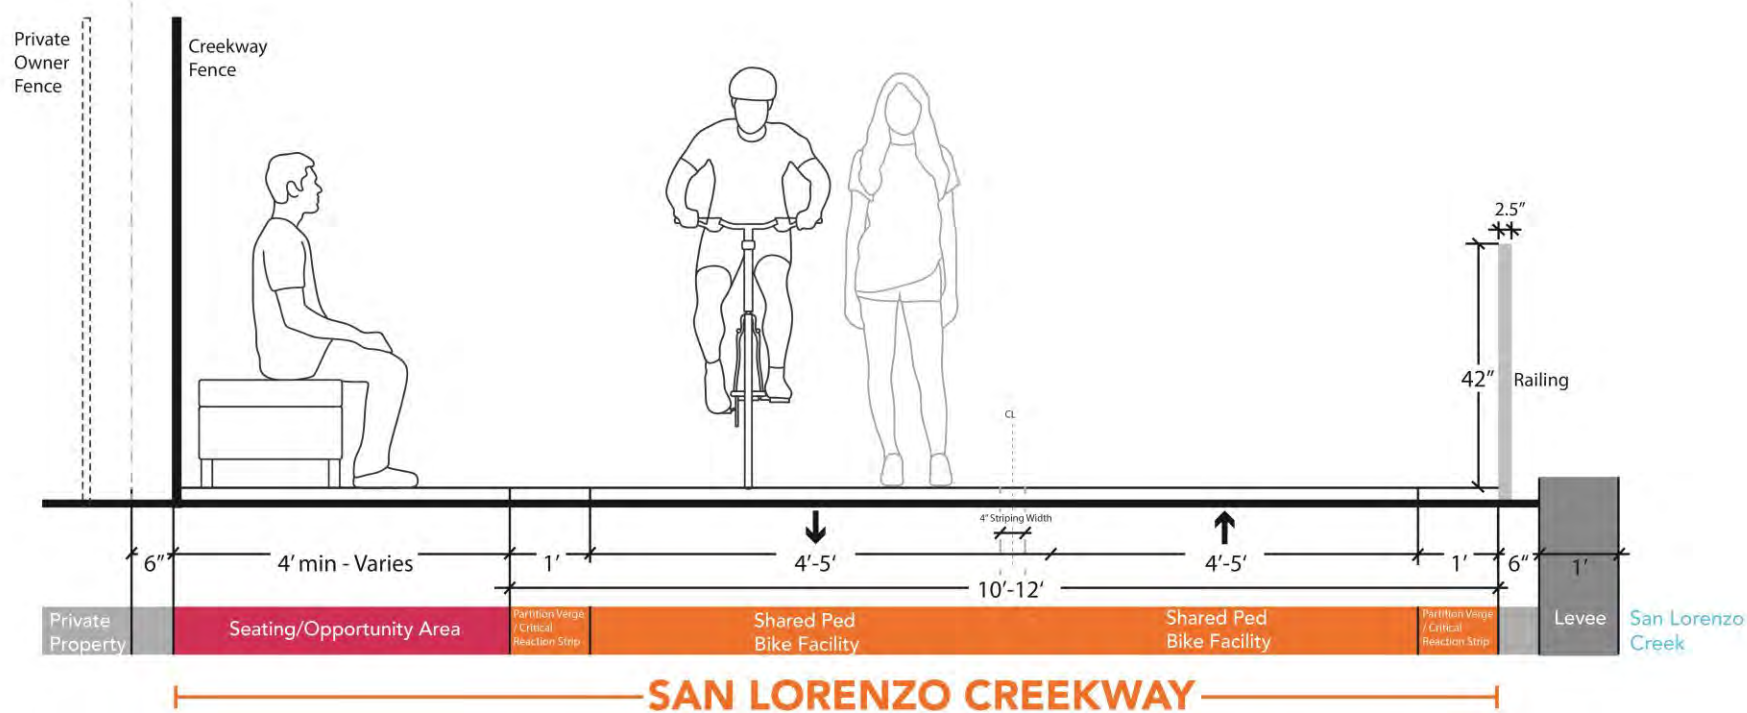 Private
Owner
Fence
Creekway
Fence
2.5"
42"
Railing
CL
4" Striping Width
6"
4' min - Varies
1'
4'-5'
4'-5'
1'
6"
1'
10'-12'
Private
Property
Seating/Opportunity Area
Partition Verge
/ Critical
Reaction Strip
Shared Ped
Bike Facility
Shared Ped
Bike Facility
Partition Verge
/ Critical
Reaction Strip
Levee
San Lorenzo
Creek
SAN LORENZO CREEKWAY